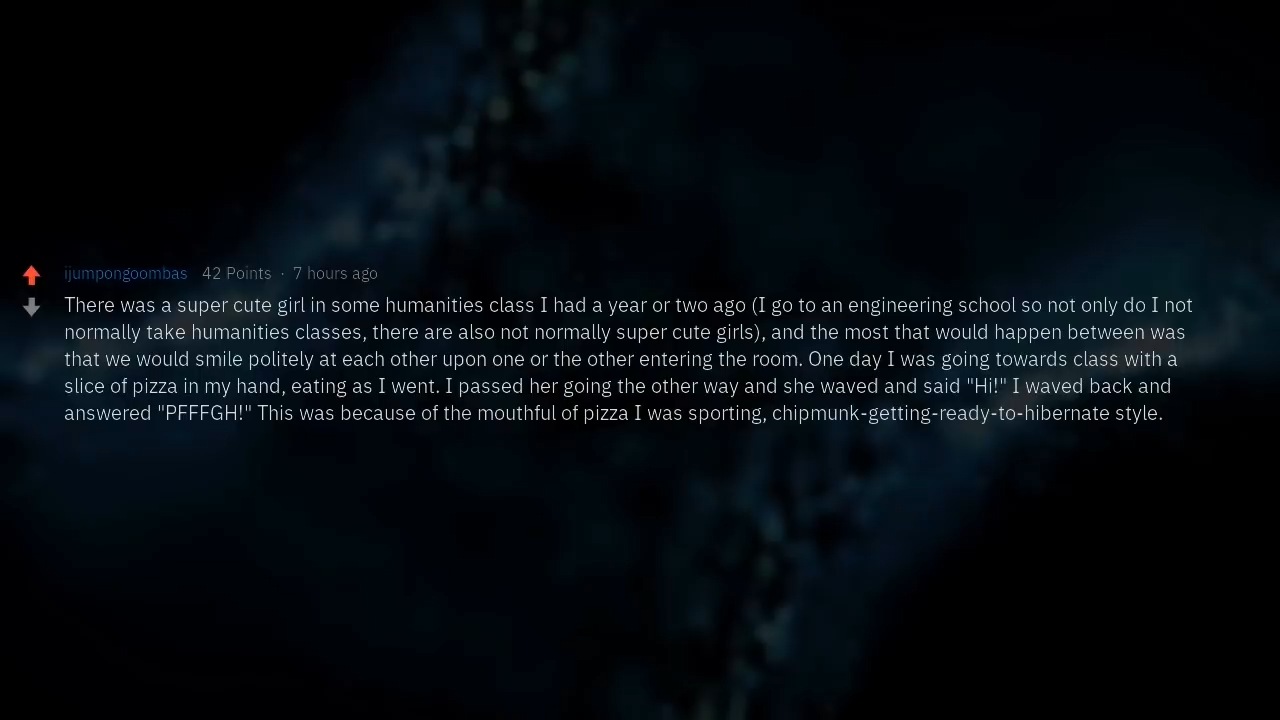 ijumpongoombas 42 Points · 7 hours ago
There was a super cute girl in some humanities class I had a year or two ago (I go to an engineering school so not only do I not
normally take humanities classes, there are also not normally super cute girls), and the most that would happen between was
that we would smile politely at each other upon one or the other entering the room. One day I was going towards class with a
slice of pizza in my hand, eating as I went. I passed her going the other way and she waved and said "Hi!" I waved back and
answered "PFFFGH!" This was because of the mouthful of pizza I was sporting, chipmunk-getting-ready-to-hibernate style.